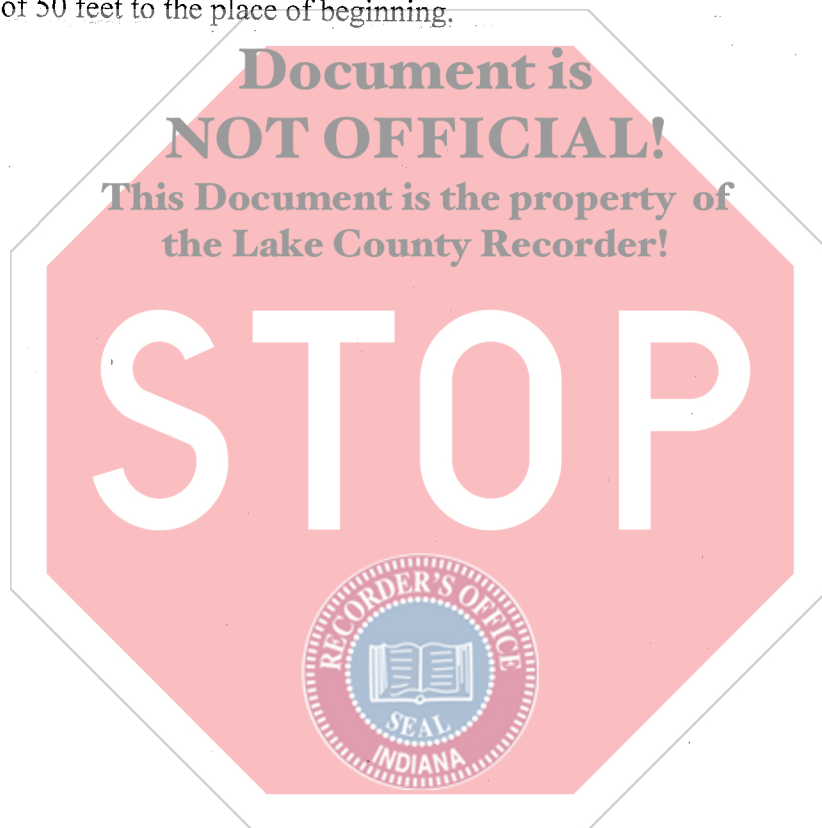 of 50 feet to the place of beginning.
Document is
NOT OFFICIAL!
This Document is the property of
the Lake County Recorder!
STOP
RECORDER'S OFFICE
SEAL
INDIANA